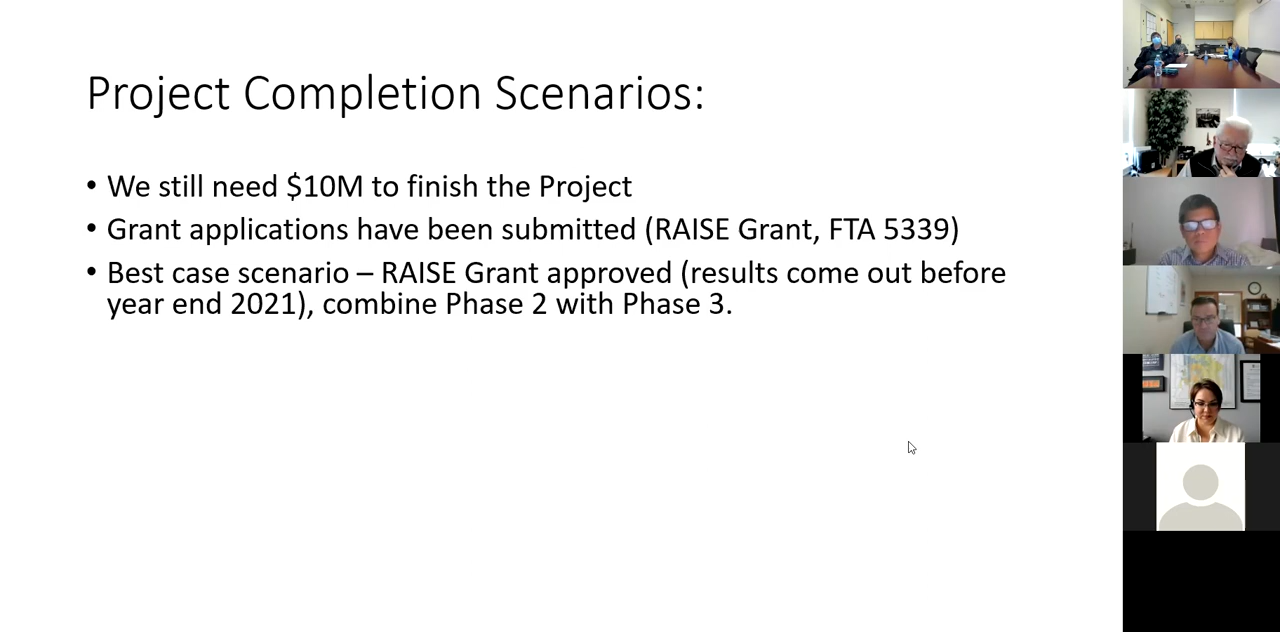 Project Completion Scenarios:
• We still need $10M to finish the Project
• Grant applications have been submitted (RAISE Grant, FTA 5339)
• Best case scenario – RAISE Grant approved (results come out before
year end 2021), combine Phase 2 with Phase 3.